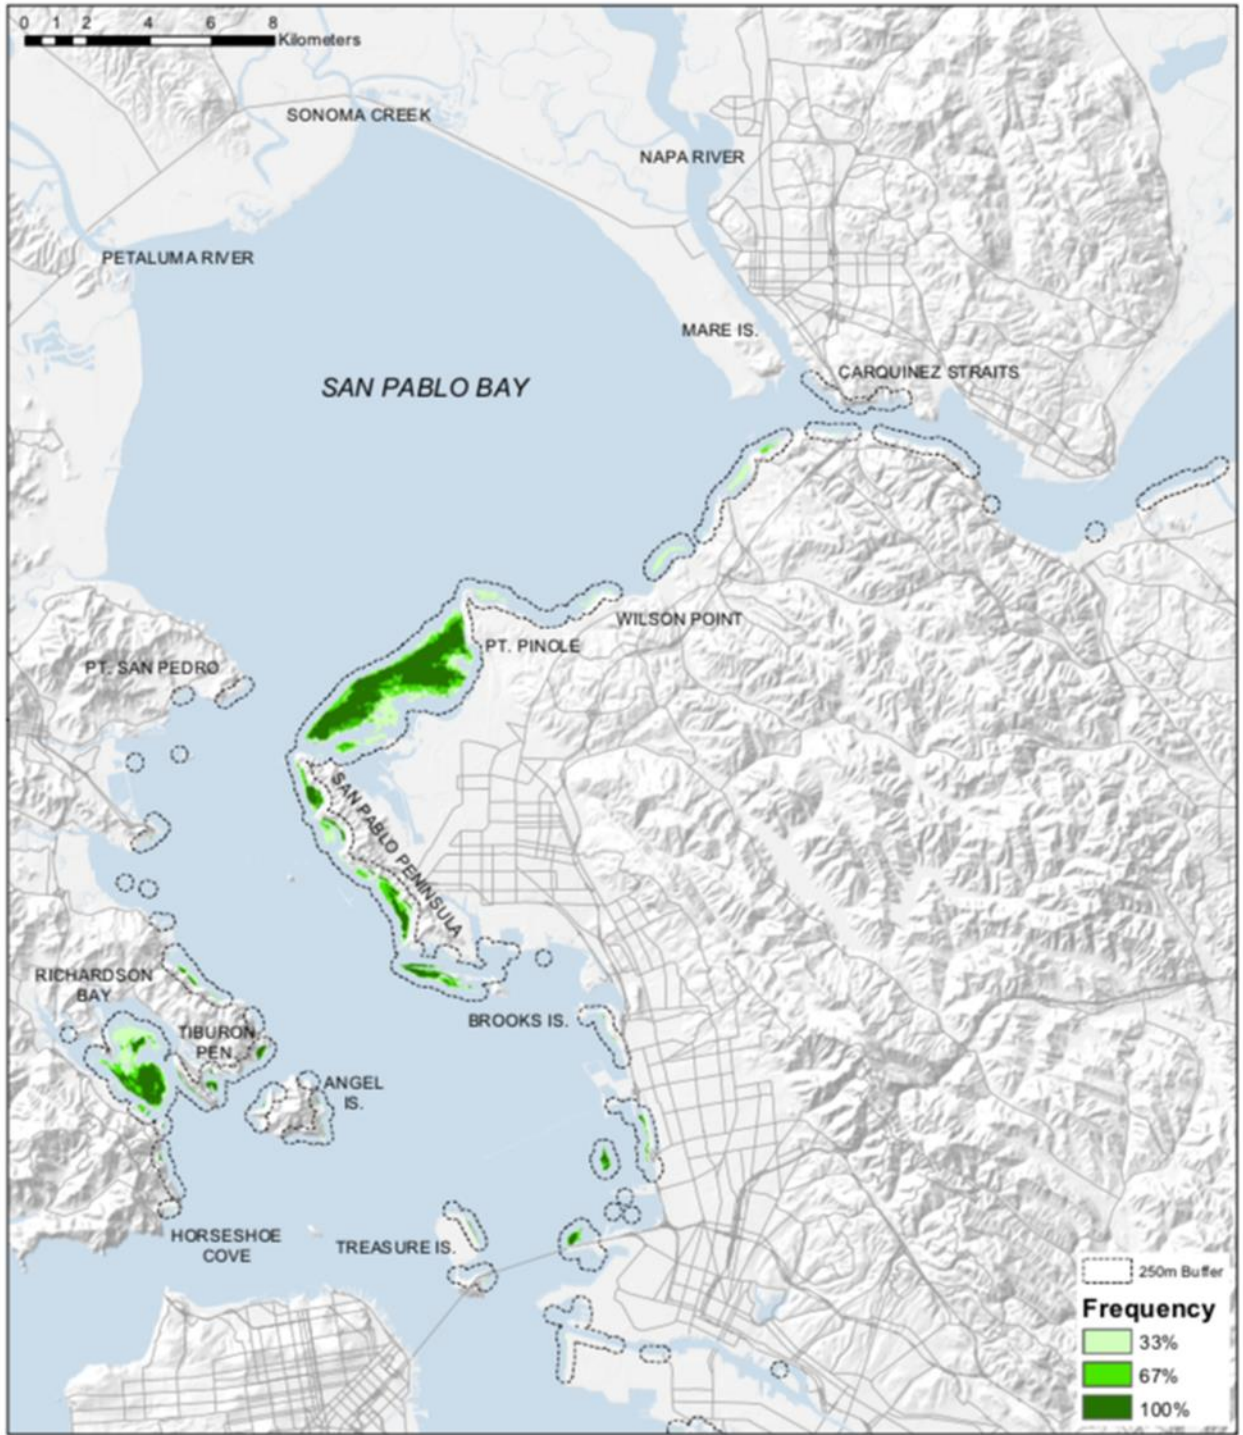 0 1 2 4 6 8
Kilometers
SONOMA CREEK
NAPA RIVER
PETALUMA RIVER
MARE IS.
CARQUINEZ STRAITS
SAN PABLO BAY
WILSON POINT
PT. PINOLE
PT. SAN PEDRO
SAN PABLO PENINSULA
RICHARDSON
BAY
TIBURON
PEN.
BROOKS IS.
ANGEL
IS.
HORSESHOE
COVE
TREASURE IS.
250m Buffer
Frequency
33%
67%
100%